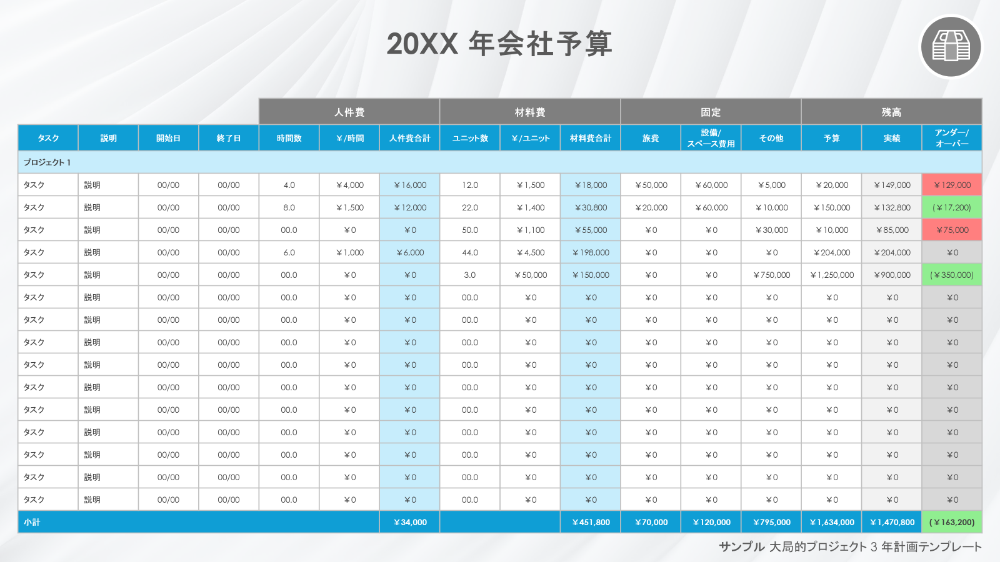 20XX 年会社予算
人件費 材料費 固定 残高
タスク 説明 開始日 終了日 時間数 ¥/時間 人件費合計 ユニット数 ¥/ユニット 材料費合計 旅費 設備/スペース費用 その他 予算 実績 アンダー/オーバー
プロジェクト 1
タスク 説明 00/00 00/00 4.0 ¥4,000 ¥16,000 12.0 ¥1,500 ¥18,000 ¥50,000 ¥60,000 ¥5,000 ¥20,000 ¥149,000 ¥129,000
タスク 説明 00/00 00/00 8.0 ¥1,500 ¥12,000 22.0 ¥1,400 ¥30,800 ¥20,000 ¥60,000 ¥10,000 ¥150,000 ¥132,800 (¥17,200)
タスク 説明 00/00 00/00 00.0 ¥0 ¥0 50.0 ¥1,100 ¥55,000 ¥0 ¥0 ¥30,000 ¥10,000 ¥85,000 ¥75,000
タスク 説明 00/00 00/00 6.0 ¥1,000 ¥6,000 44.0 ¥4,500 ¥198,000 ¥0 ¥0 ¥0 ¥204,000 ¥204,000 ¥0
タスク 説明 00/00 00/00 00.0 ¥0 ¥0 3.0 ¥50,000 ¥150,000 ¥0 ¥0 ¥750,000 ¥1,250,000 ¥900,000 (¥350,000)
タスク 説明 00/00 00/00 00.0 ¥0 ¥0 00.0 ¥0 ¥0 ¥0 ¥0 ¥0 ¥0 ¥0 ¥0
タスク 説明 00/00 00/00 00.0 ¥0 ¥0 00.0 ¥0 ¥0 ¥0 ¥0 ¥0 ¥0 ¥0 ¥0
タスク 説明 00/00 00/00 00.0 ¥0 ¥0 00.0 ¥0 ¥0 ¥0 ¥0 ¥0 ¥0 ¥0 ¥0
タスク 説明 00/00 00/00 00.0 ¥0 ¥0 00.0 ¥0 ¥0 ¥0 ¥0 ¥0 ¥0 ¥0 ¥0
タスク 説明 00/00 00/00 00.0 ¥0 ¥0 00.0 ¥0 ¥0 ¥0 ¥0 ¥0 ¥0 ¥0 ¥0
タスク 説明 00/00 00/00 00.0 ¥0 ¥0 00.0 ¥0 ¥0 ¥0 ¥0 ¥0 ¥0 ¥0 ¥0
タスク 説明 00/00 00/00 00.0 ¥0 ¥0 00.0 ¥0 ¥0 ¥0 ¥0 ¥0 ¥0 ¥0 ¥0
タスク 説明 00/00 00/00 00.0 ¥0 ¥0 00.0 ¥0 ¥0 ¥0 ¥0 ¥0 ¥0 ¥0 ¥0
タスク 説明 00/00 00/00 00.0 ¥0 ¥0 00.0 ¥0 ¥0 ¥0 ¥0 ¥0 ¥0 ¥0 ¥0
タスク 説明 00/00 00/00 00.0 ¥0 ¥0 00.0 ¥0 ¥0 ¥0 ¥0 ¥0 ¥0 ¥0 ¥0
小計 ¥34,000 ¥451,800 ¥70,000 ¥120,000 ¥795,000 ¥1,634,000 ¥1,470,800 (¥163,200)
サンプル 大局的プロジェクト 3 年計画テンプレート